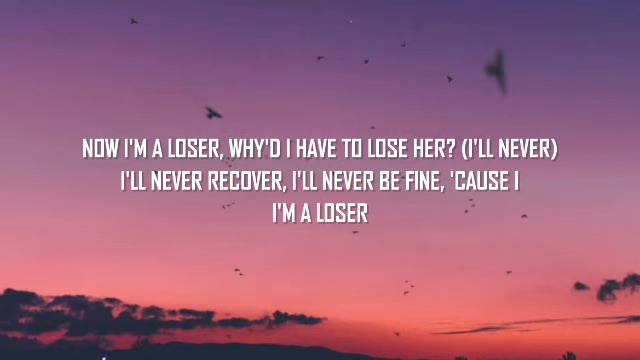 NOW I'M A LOSER, WHY'D I HAVE TO LOSE HER? (I'LL NEVER)
I'LL NEVER RECOVER, I'LL NEVER BE FINE, 'CAUSE I
I'M A LOSER